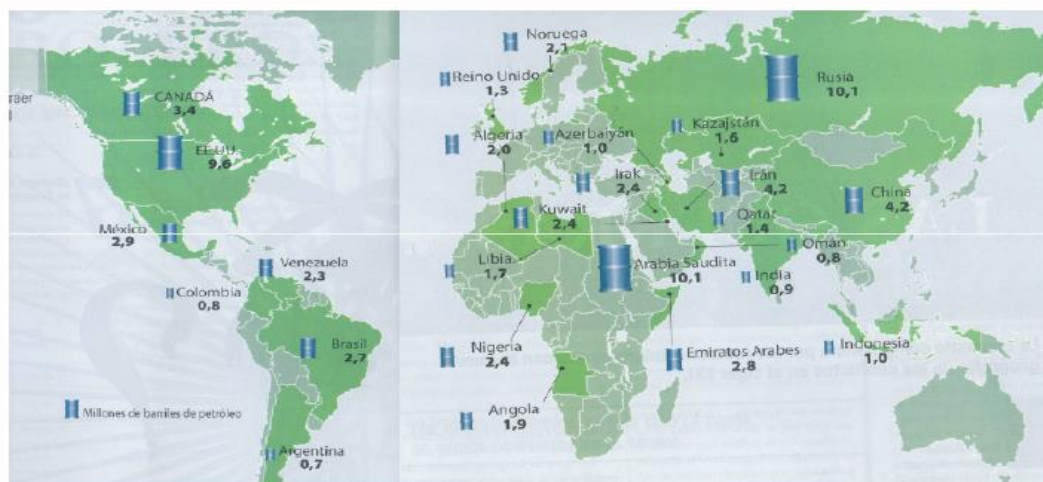 raer
CANADÁ
3,4
EE.UU
9,6
México
2,9
Venezuela
2,3
Colombia
0,8
Brasil
2,7
Millones de barriles de petróleo
Argentina
0,7
Noruega
2,1
Reino Unido
1,3
Rusia
10,1
Algeria
2,0
Azerbaiyán
1,0
Kazajstán
1,6
Irak
2,4
Irán
4,2
China
4,2
Kuwait
2,4
Qatar
1,4
Libia
1,7
Arabia Saudita
10,1
Omán
0,8
India
0,9
Nigeria
2,4
Emiratos Arabes
2,8
Indonesia
1,0
Angola
1,9